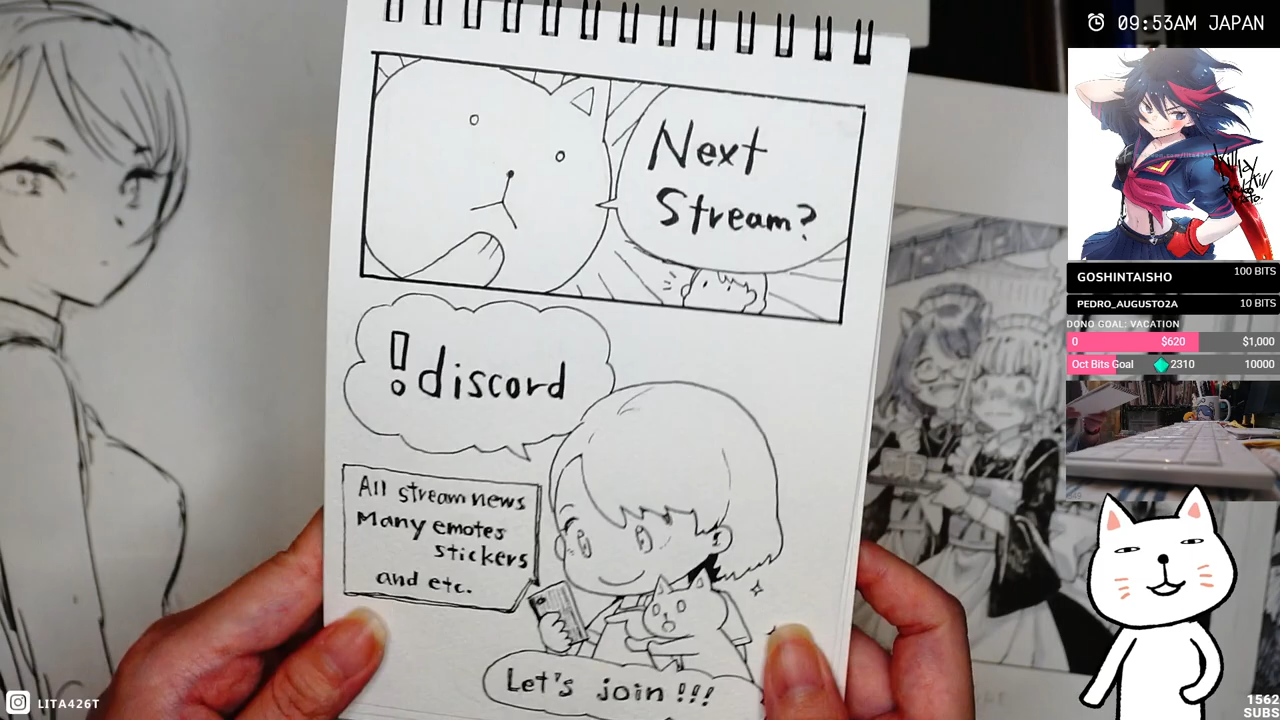 Next
Stream?
!discord
All stream news
Many emotes
stickers
and etc.
Let's join!!!
09:53AM JAPAN
GOSHINTAISHO
100 BITS
PEDRO_AUGUSTO2A
10 BITS
DONO GOAL: VACATION
0 $620 $1,000
Oct Bits Goal 2310 10000
LITA426T
1562
SUBS